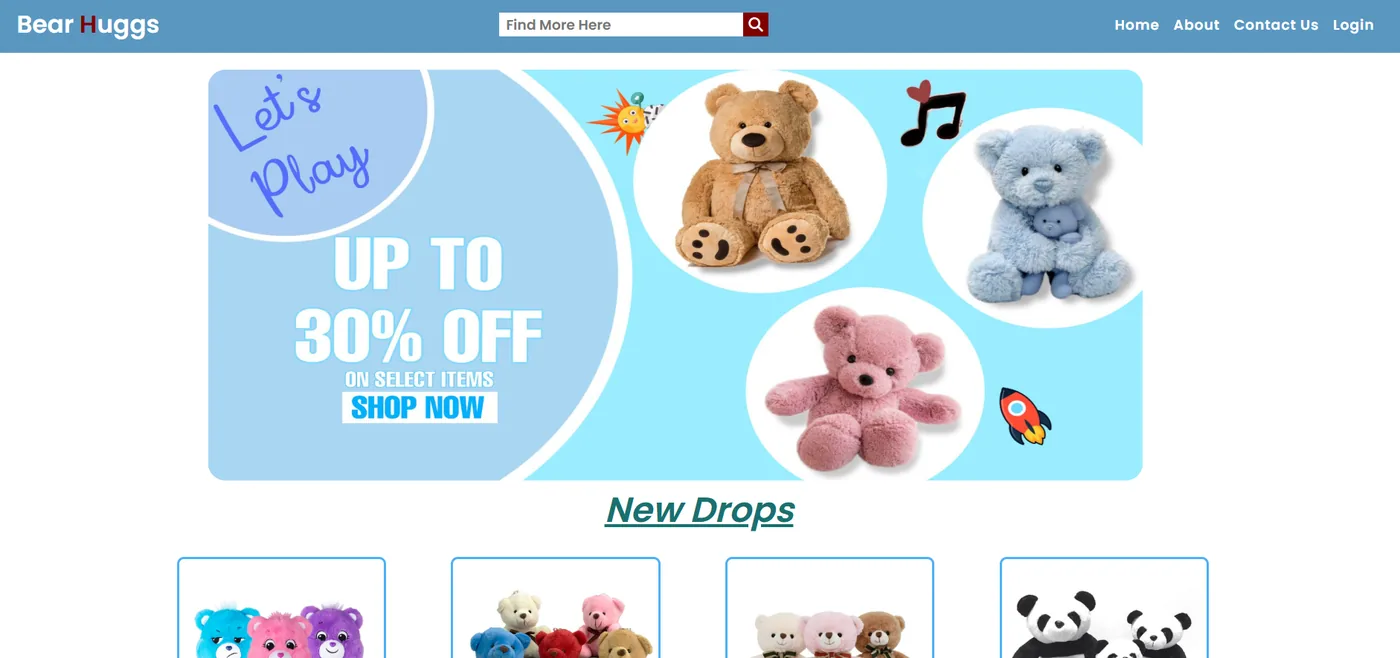 Bear Huggs
Find More Here
Home About Contact Us Login
Let's
Play
UP TO
30% OFF
ON SELECT ITEMS
SHOP NOW
New Drops